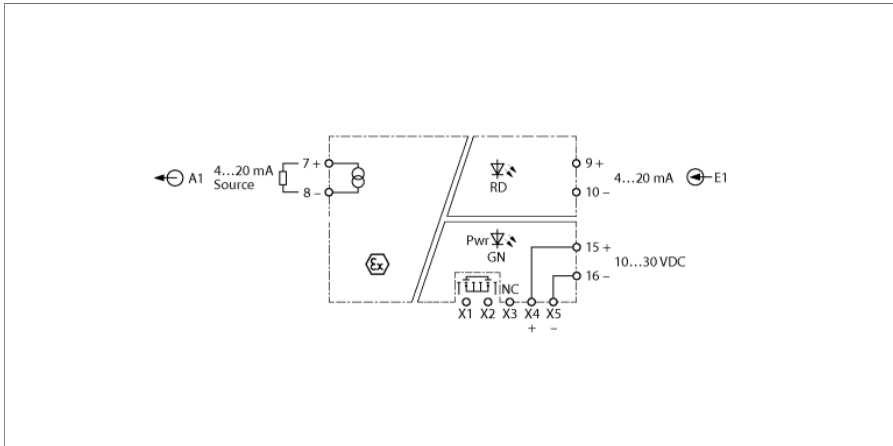 7 +
9 +
A1
4...20 mA
Source
RD
4...20 mA
E1
8 –
10 –
Pwr
GN
15 +
10...30 VDC
Ex
16 –
NC
X1 X2 X3 X4 X5
+ –